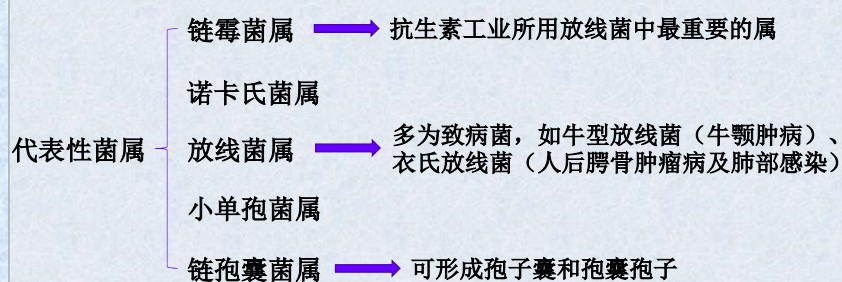 链霉菌属 抗生素工业所用放线菌中最重要的属
诺卡氏菌属
代表性菌属 放线菌属 多为致病菌，如牛型放线菌（牛颚肿病）、
衣氏放线菌（人后腭骨肿瘤病及肺部感染）
小单孢菌属
链孢囊菌属 可形成孢子囊和孢囊孢子